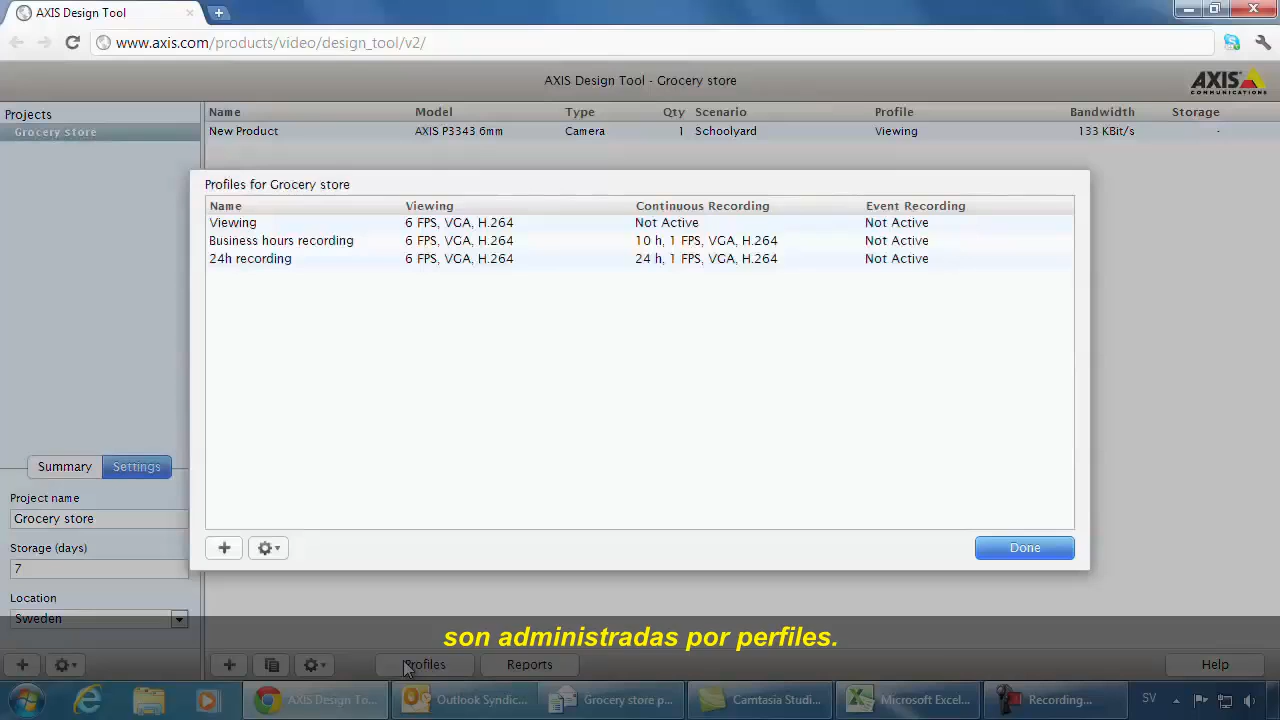 AXIS Design Tool
www.axis.com/products/video/design_tool/v2/
AXIS Design Tool - Grocery store
AXIS
COMMUNICATIONS
Projects
Grocery store
Name Model Type Qty Scenario Profile Bandwidth Storage
New Product AXIS P3343 6mm Camera 1 Schoolyard Viewing 133 KBit/s -
Profiles for Grocery store
Name Viewing Continuous Recording Event Recording
Viewing 6 FPS, VGA, H.264 Not Active Not Active
Business hours recording 6 FPS, VGA, H.264 10 h, 1 FPS, VGA, H.264 Not Active
24h recording 6 FPS, VGA, H.264 24 h, 1 FPS, VGA, H.264 Not Active
Done
Summary Settings
Project name
Grocery store
Storage (days)
7
Location
Sweden
son administradas por perfiles.
Profiles Reports Help
AXIS Design To... Outlook Syndic... Grocery store p... Camtasia Studi... Microsoft Exce... Recording... SV